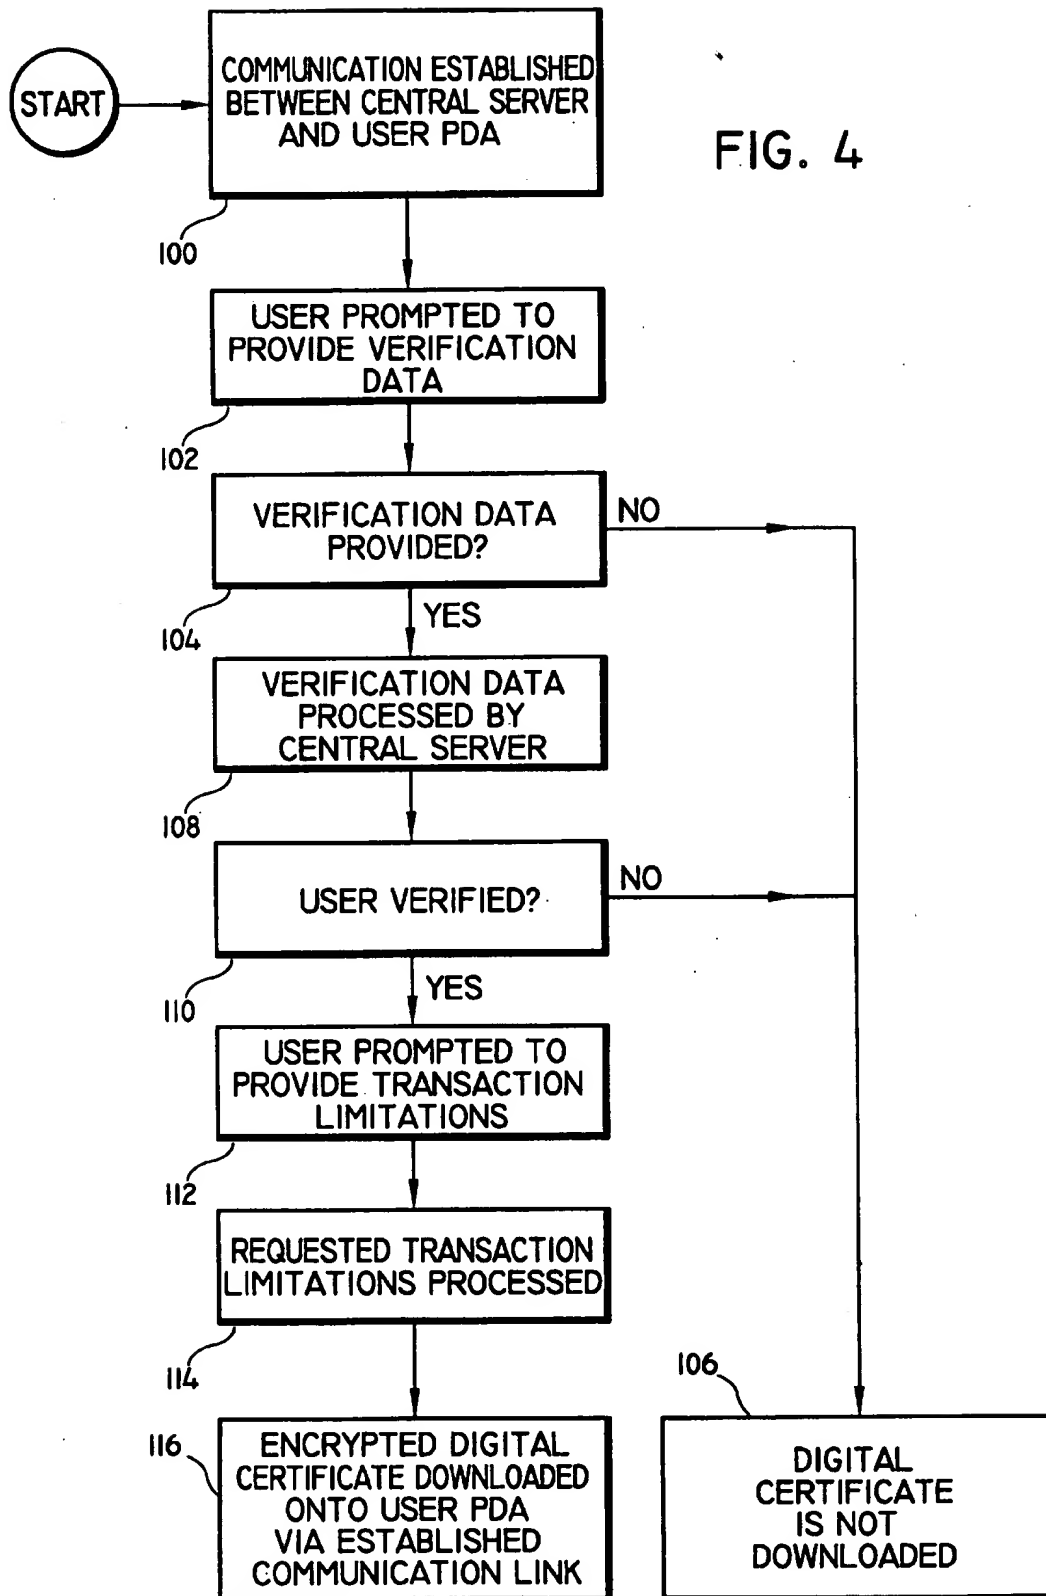 START
COMMUNICATION ESTABLISHED
BETWEEN CENTRAL SERVER
AND USER PDA
FIG. 4
100
USER PROMPTED TO
PROVIDE VERIFICATION
DATA
102
VERIFICATION DATA
PROVIDED?
NO
104
YES
VERIFICATION DATA
PROCESSED BY
CENTRAL SERVER
108
USER VERIFIED?
NO
110
YES
USER PROMPTED TO
PROVIDE TRANSACTION
LIMITATIONS
112
REQUESTED TRANSACTION
LIMITATIONS PROCESSED
114
116
ENCRYPTED DIGITAL
CERTIFICATE DOWNLOADED
ONTO USER PDA
VIA ESTABLISHED
COMMUNICATION LINK
106
DIGITAL
CERTIFICATE
IS NOT
DOWNLOADED